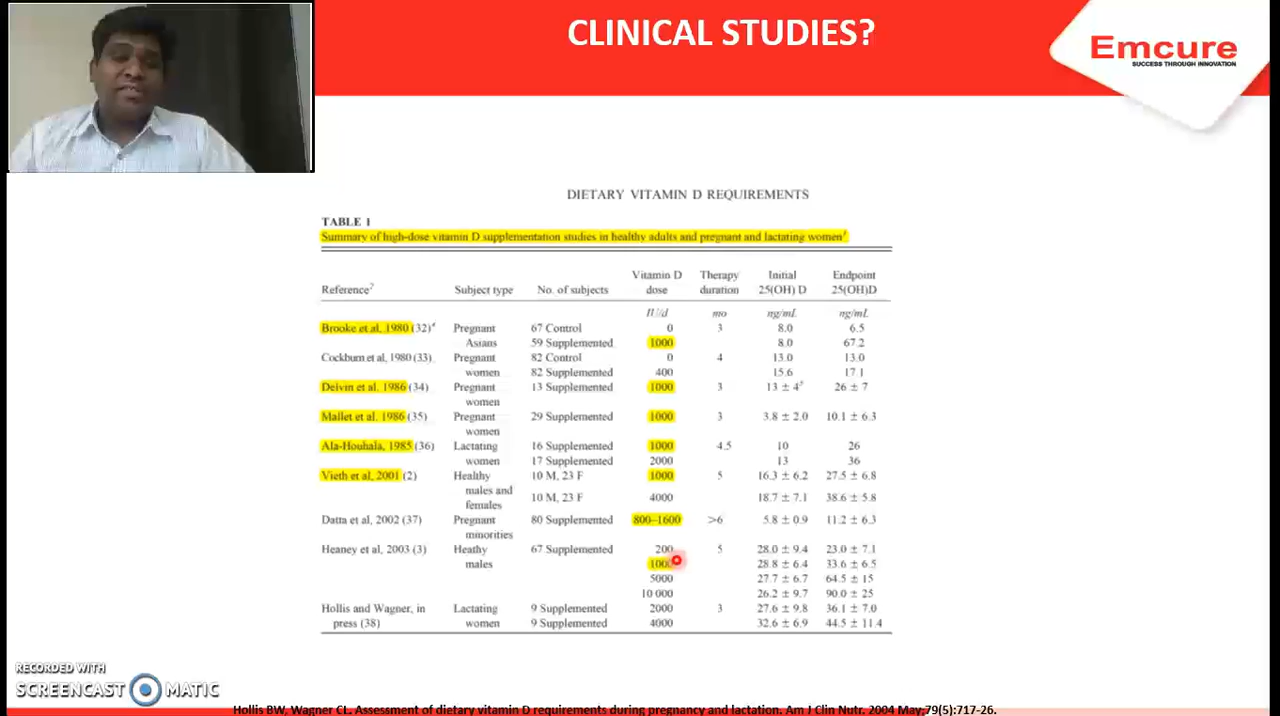 CLINICAL STUDIES?
Emcure
SUCCESS THROUGH INNOVATION
DIETARY VITAMIN D REQUIREMENTS
TABLE 1
Summary of high-dose vitamin D supplementation studies in healthy adults and pregnant and lactating women1
Vitamin D Therapy Initial Endpoint
Reference2 Subject type No. of subjects dose duration 25(OH) D 25(OH)D
IU/d mo ng/mL ng/mL
Brooke et al, 1980 (32)4 Pregnant 67 Control 0 3 8.0 6.5
Asians 59 Supplemented 1000 8.0 67.2
Cockburn et al, 1980 (33) Pregnant 82 Control 0 4 13.0 13.0
women 82 Supplemented 400 15.6 17.1
Delvin et al. 1986 (34) Pregnant 13 Supplemented 1000 3 13 ± 45 26 ± 7
women
Mallet et al. 1986 (35) Pregnant 29 Supplemented 1000 3 3.8 ± 2.0 10.1 ± 6.3
women
Ala-Houhala, 1985 (36) Lactating 16 Supplemented 1000 4.5 10 26
women 17 Supplemented 2000 13 36
Vieth et al, 2001 (2) Healthy 10 M, 23 F 1000 5 16.3 ± 6.2 27.5 ± 6.8
males and
females 10 M, 23 F 4000 18.7 ± 7.1 38.6 ± 5.8
Datta et al, 2002 (37) Pregnant 80 Supplemented 800–1600 >6 5.8 ± 0.9 11.2 ± 6.3
minorities
Heaney et al, 2003 (3) Heathy 67 Supplemented 200 5 28.0 ± 9.4 23.0 ± 7.1
males 1000 28.8 ± 6.4 33.6 ± 6.5
5000 27.7 ± 6.7 64.5 ± 15
10 000 26.2 ± 9.7 90.0 ± 25
Hollis and Wagner, in Lactating 9 Supplemented 2000 3 27.6 ± 9.8 36.1 ± 7.0
press (38) women 9 Supplemented 4000 32.6 ± 6.9 44.5 ± 11.4
RECORDED WITH
SCREENCAST MATIC
Hollis BW, Wagner CL. Assessment of dietary vitamin D requirements during pregnancy and lactation. Am J Clin Nutr. 2004 May;79(5):717-26.